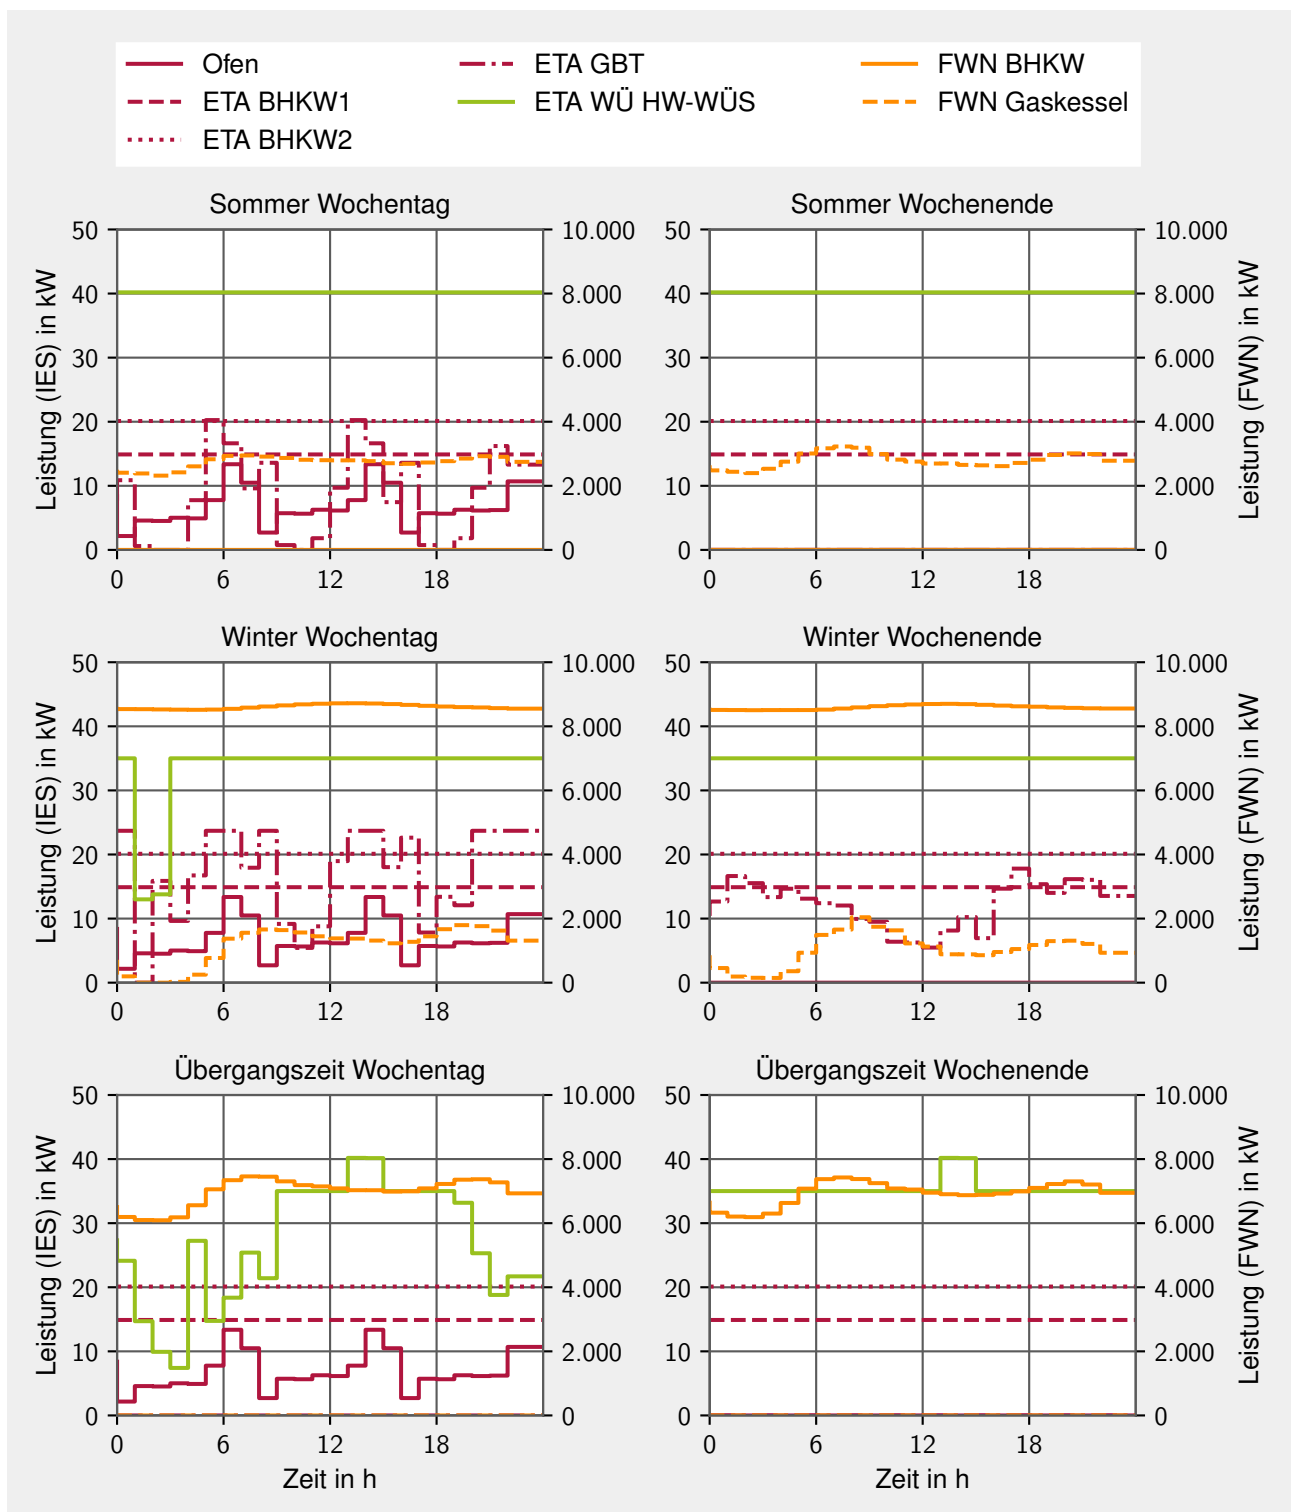 Ofen ETA GBT FWN BHKW
ETA BHKW1 ETA WÜ HW-WÜS FWN Gaskessel
ETA BHKW2
Sommer Wochentag
50 10.000
40 8.000
30 6.000
20 4.000
10 2.000
0 0
0 6 12 18
Leistung (IES) in kW
Sommer Wochenende
50 10.000
40 8.000
30 6.000
20 4.000
10 2.000
0 0
0 6 12 18
Leistung (FWN) in kW
Winter Wochentag
50 10.000
40 8.000
30 6.000
20 4.000
10 2.000
0 0
0 6 12 18
Leistung (IES) in kW
Winter Wochenende
50 10.000
40 8.000
30 6.000
20 4.000
10 2.000
0 0
0 6 12 18
Leistung (FWN) in kW
Übergangszeit Wochentag
50 10.000
40 8.000
30 6.000
20 4.000
10 2.000
0 0
0 6 12 18
Leistung (IES) in kW
Zeit in h
Übergangszeit Wochenende
50 10.000
40 8.000
30 6.000
20 4.000
10 2.000
0 0
0 6 12 18
Leistung (FWN) in kW
Zeit in h